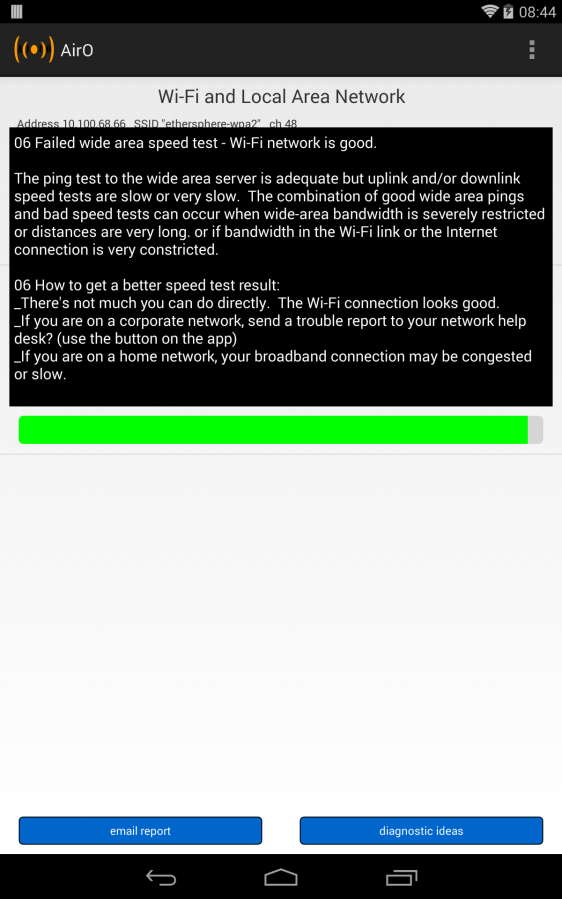 08:44
AirO
Wi-Fi and Local Area Network
Address 10.100.68.66 SSID "ethersphere-wpa2" ch 48
06 Failed wide area speed test - Wi-Fi network is good.
The ping test to the wide area server is adequate but uplink and/or downlink
speed tests are slow or very slow. The combination of good wide area pings
and bad speed tests can occur when wide-area bandwidth is severely restricted
or distances are very long. or if bandwidth in the Wi-Fi link or the Internet
connection is very constricted.
06 How to get a better speed test result:
_There's not much you can do directly. The Wi-Fi connection looks good.
_If you are on a corporate network, send a trouble report to your network help
desk? (use the button on the app)
_If you are on a home network, your broadband connection may be congested
or slow.
email report
diagnostic ideas